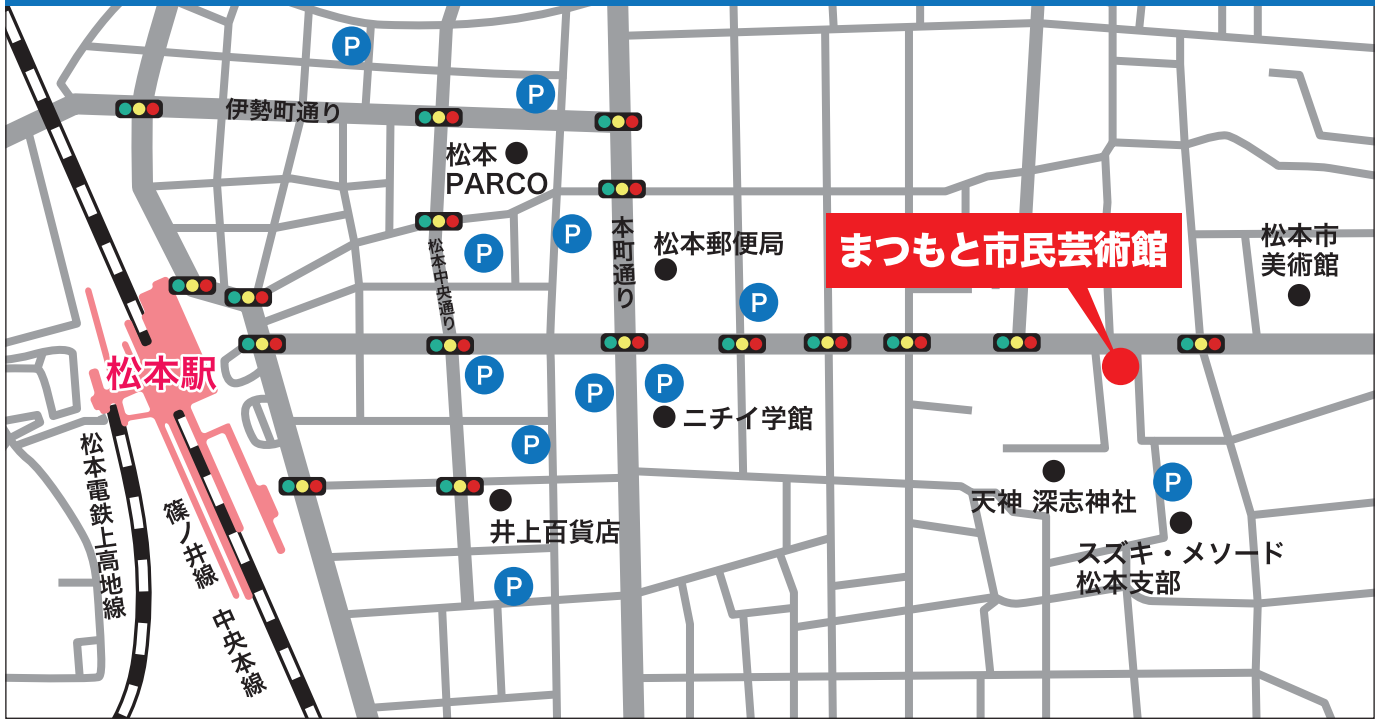 P
P
伊勢町通り
松本
PARCO
P
P
本町通り
松本中央通り
松本郵便局
まつもと市民芸術館
松本市
美術館
P
松本駅
P
P
P
ニチイ学館
P
松本電鉄上高地線
篠ノ井線
中央本線
井上百貨店
天神 深志神社
P
スズキ・メソード
松本支部
P